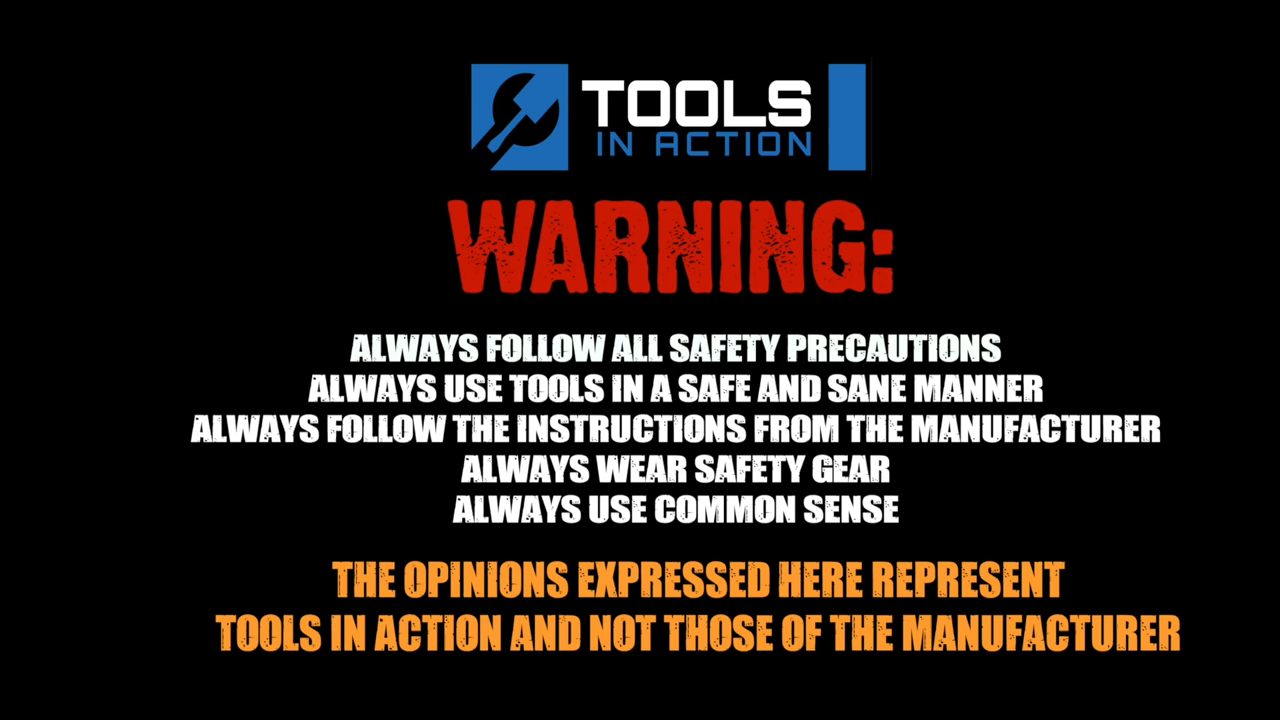 TOOLS
IN ACTION
WARNING:
ALWAYS FOLLOW ALL SAFETY PRECAUTIONS
ALWAYS USE TOOLS IN A SAFE AND SANE MANNER
ALWAYS FOLLOW THE INSTRUCTIONS FROM THE MANUFACTURER
ALWAYS WEAR SAFETY GEAR
ALWAYS USE COMMON SENSE
THE OPINIONS EXPRESSED HERE REPRESENT
TOOLS IN ACTION AND NOT THOSE OF THE MANUFACTURER